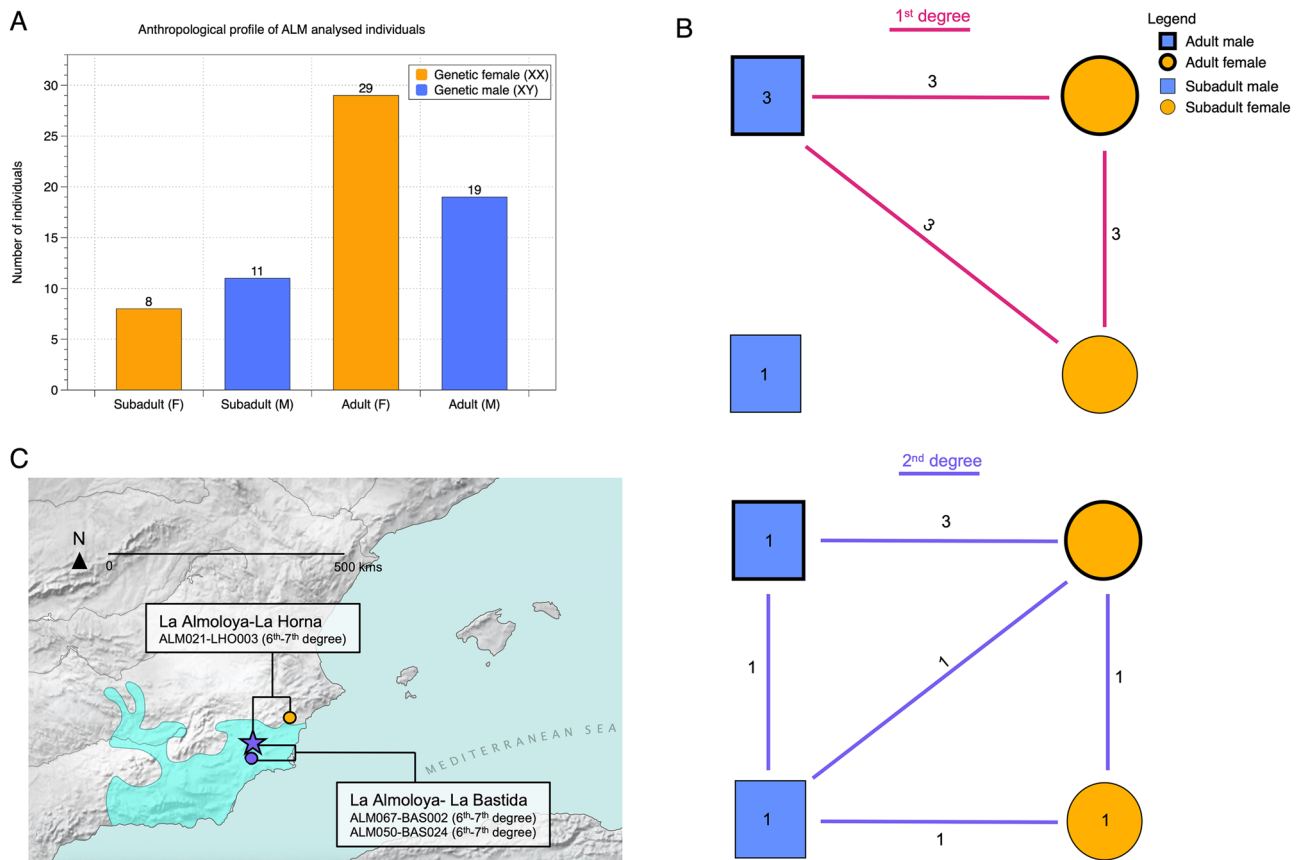 A
Anthropological profile of ALM analysed individuals
Genetic female (XX)
Genetic male (XY)
Number of individuals
30
25
20
15
10
5
0
8
11
29
19
Subadult (F)
Subadult (M)
Adult (F)
Adult (M)
B
1st degree
Legend
Adult male
Adult female
Subadult male
Subadult female
3
3
3
3
1
2nd degree
1
3
1
1
1
1
1
1
C
N
0
500 kms
La Almoloya-La Horna
ALM021-LHO003 (6th-7th degree)
MEDITERRANEAN SEA
La Almoloya- La Bastida
ALM067-BAS002 (6th-7th degree)
ALM050-BAS024 (6th-7th degree)